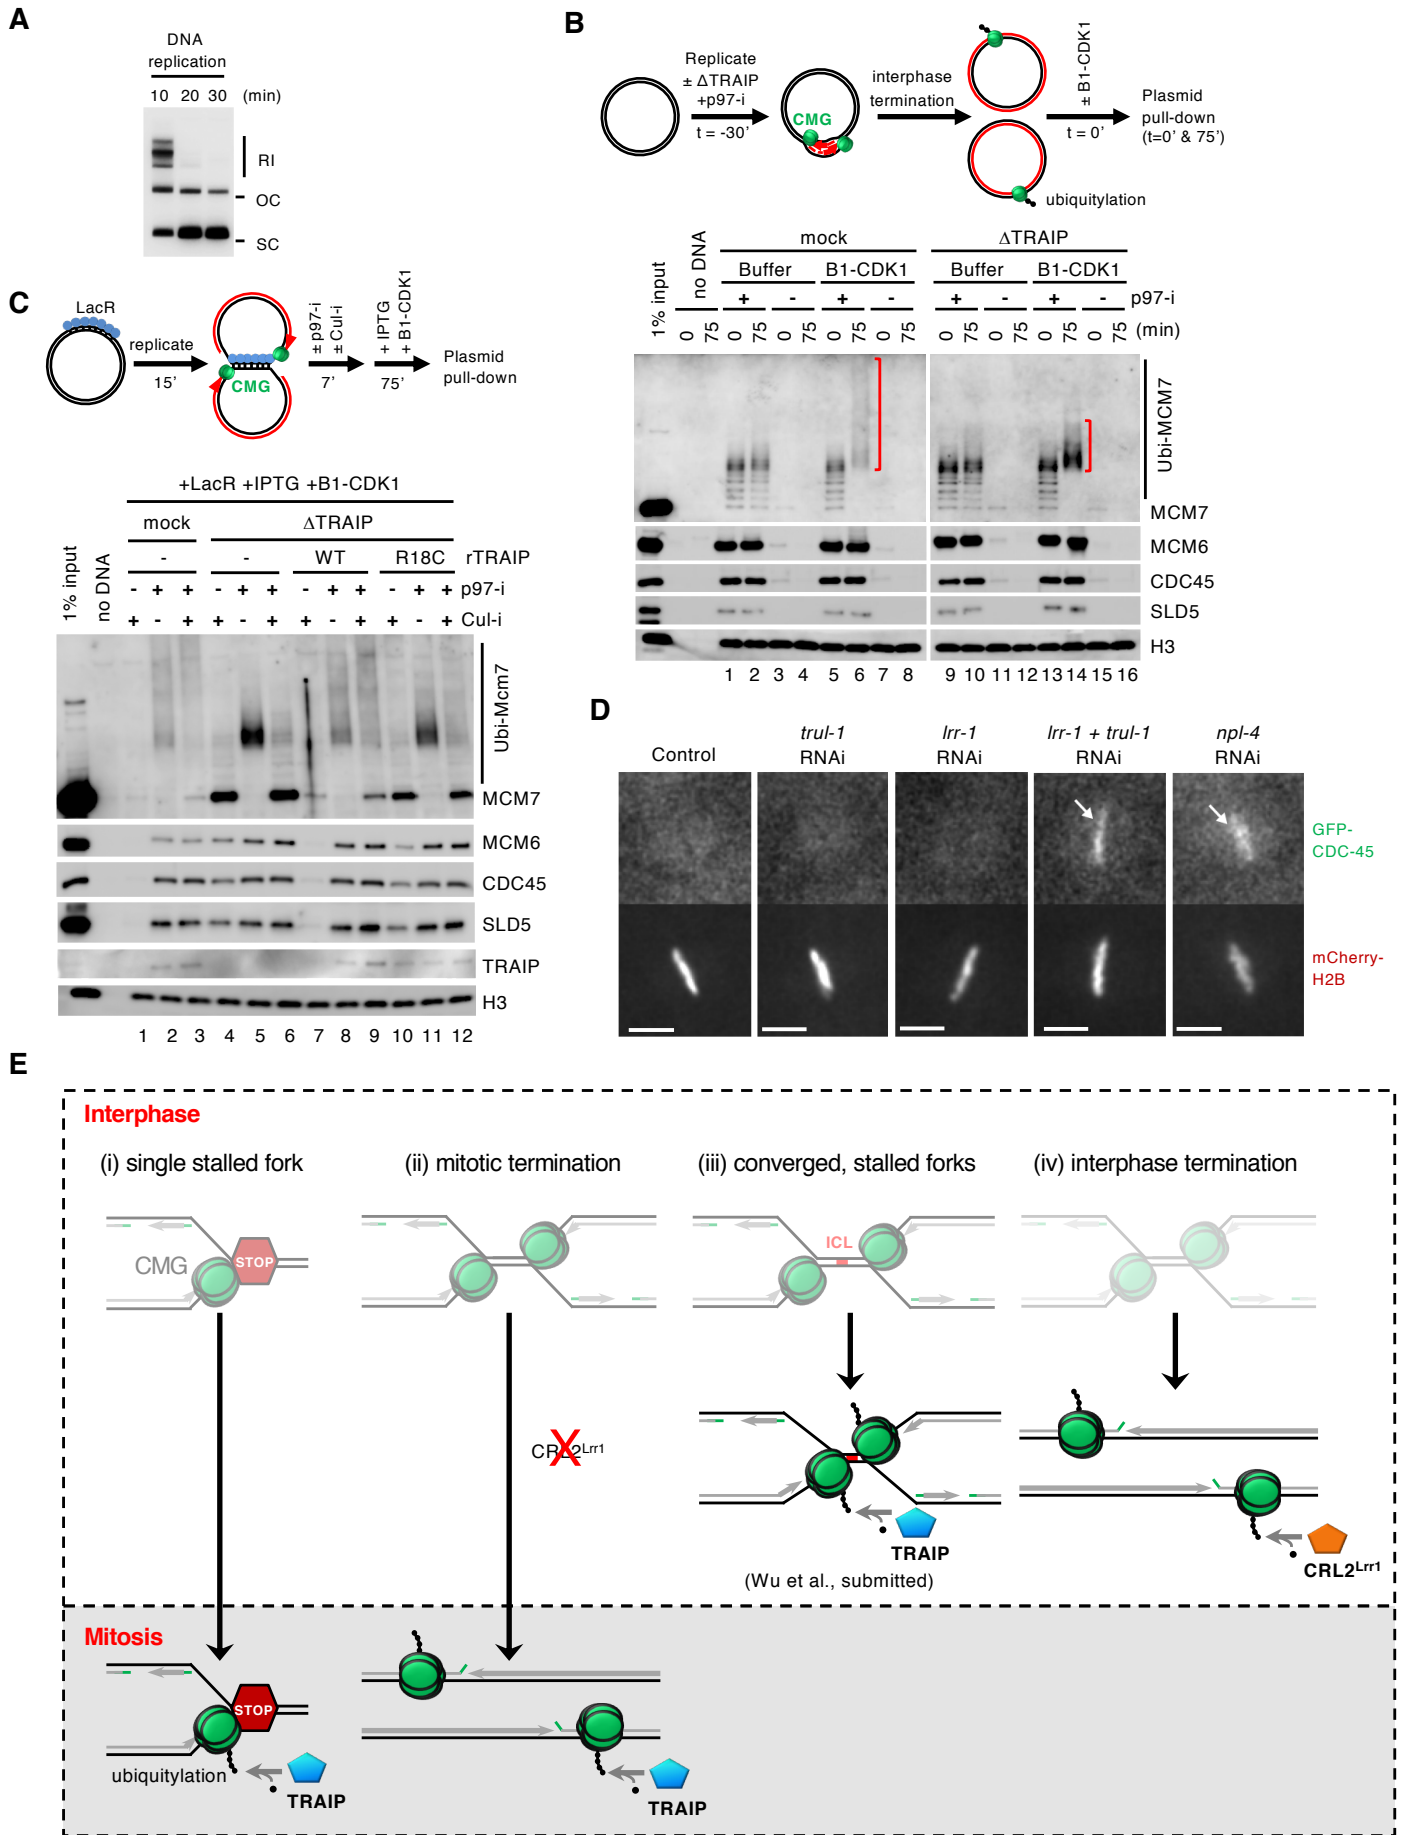 A
DNA
replication
10 20 30 (min)
RI
OC
SC
B
Replicate
± ΔTRAIP
+p97-i
t = -30'
CMG
interphase
termination
± B1-CDK1
t = 0'
Plasmid
pull-down
(t=0' & 75')
ubiquitylation
1% input
no DNA
mock
ΔTRAIP
Buffer B1-CDK1 Buffer B1-CDK1
+ - + - + - + - p97-i
0 75 0 75 0 75 0 75 0 75 0 75 0 75 0 75 0 75 (min)
Ubi-MCM7
MCM7
MCM6
CDC45
SLD5
H3
1 2 3 4 5 6 7 8 9 10 11 12 13 14 15 16
C
LacR
replicate
15'
CMG
± p97-i
± Cul-i
7'
+ IPTG
+ B1-CDK1
75'
Plasmid
pull-down
+LacR +IPTG +B1-CDK1
mock ΔTRAIP
- - WT R18C rTRAIP
1% input
no DNA
- + + - + + - + + - + + p97-i
+ - + + - + + - + + - + Cul-i
Ubi-Mcm7
MCM7
MCM6
CDC45
SLD5
TRAIP
H3
1 2 3 4 5 6 7 8 9 10 11 12
D
Control
trul-1
RNAi
lrr-1
RNAi
lrr-1 + trul-1
RNAi
npl-4
RNAi
GFP-
CDC-45
mCherry-
H2B
E
Interphase
(i) single stalled fork
(ii) mitotic termination
(iii) converged, stalled forks
(iv) interphase termination
CMG
STOP
ICL
CRL2Lrr1
TRAIP
(Wu et al., submitted)
CRL2Lrr1
Mitosis
STOP
ubiquitylation
TRAIP
TRAIP